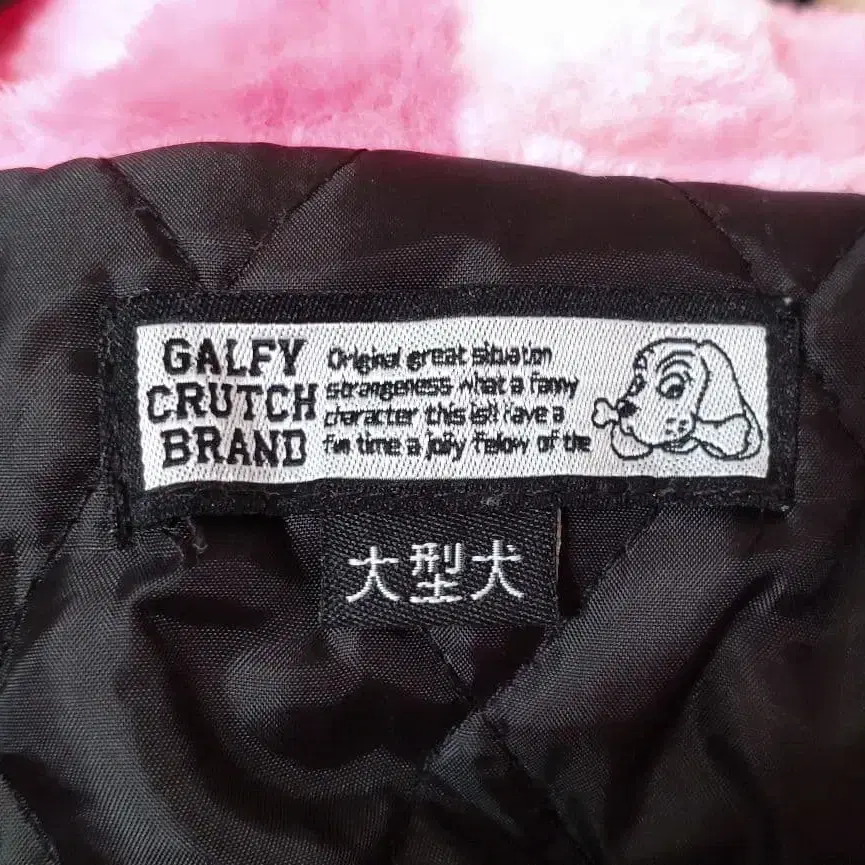 GALFY
CRUTCH
BRAND
Original great situation
strangeness what a fanny
character this is!! have a
fun time a jolly fellow of the
大型犬